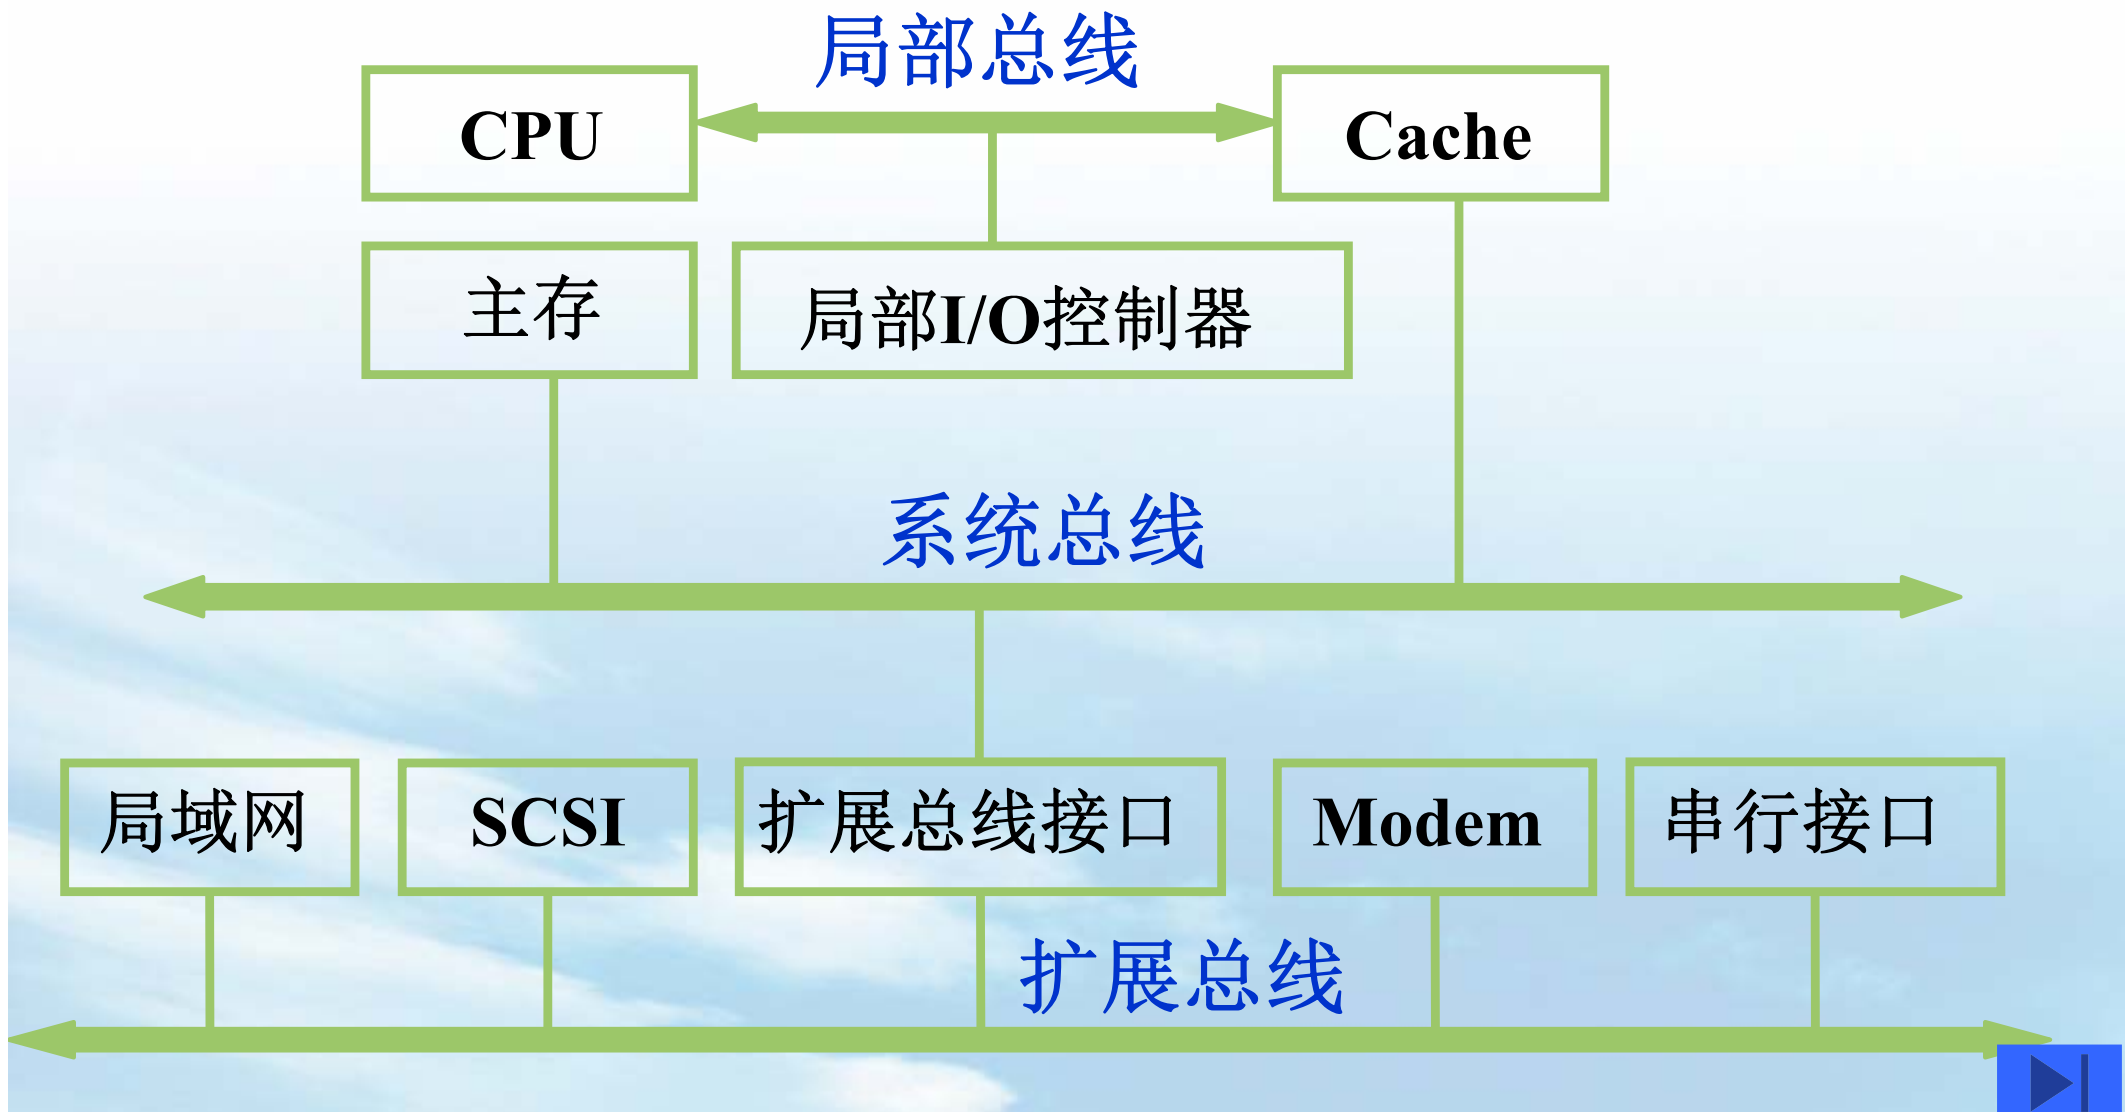 局部总线
CPU
Cache
主存
局部I/O控制器
系统总线
局域网
SCSI
扩展总线接口
Modem
串行接口
扩展总线